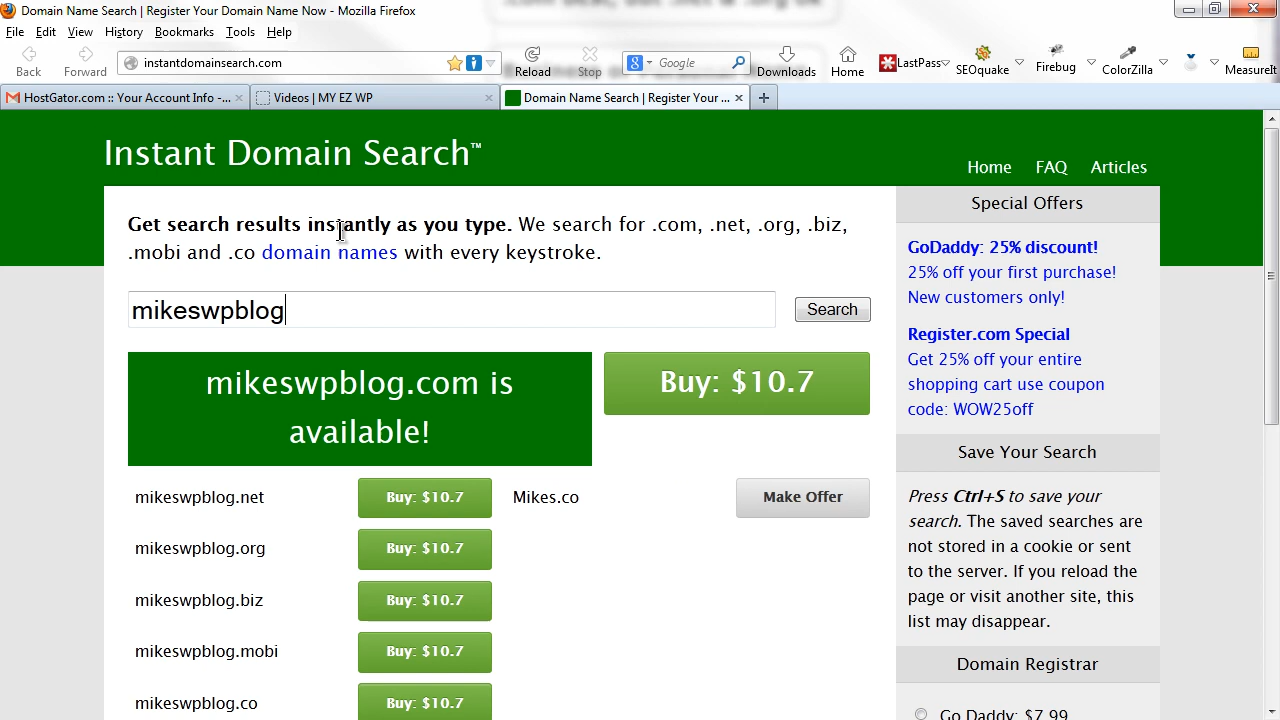 Domain Name Search | Register Your Domain Name Now - Mozilla Firefox
File Edit View History Bookmarks Tools Help
instantdomainsearch.com
Google
Back Forward Reload Stop Downloads Home LastPass SEOquake Firebug ColorZilla MeasureIt
HostGator.com :: Your Account Info -...
Videos | MY EZ WP
Domain Name Search | Register Your ...
Instant Domain Search™
Home FAQ Articles
Get search results instantly as you type. We search for .com, .net, .org, .biz,
.mobi and .co domain names with every keystroke.
mikeswpblog
Search
mikeswpblog.com is
available!
Buy: $10.7
mikeswpblog.net Buy: $10.7 Mikes.co Make Offer
mikeswpblog.org Buy: $10.7
mikeswpblog.biz Buy: $10.7
mikeswpblog.mobi Buy: $10.7
mikeswpblog.co Buy: $10.7
Special Offers
GoDaddy: 25% discount!
25% off your first purchase!
New customers only!
Register.com Special
Get 25% off your entire
shopping cart use coupon
code: WOW25off
Save Your Search
Press Ctrl+S to save your
search. The saved searches are
not stored in a cookie or sent
to the server. If you reload the
page or visit another site, this
list may disappear.
Domain Registrar
Go Daddy: $7.99